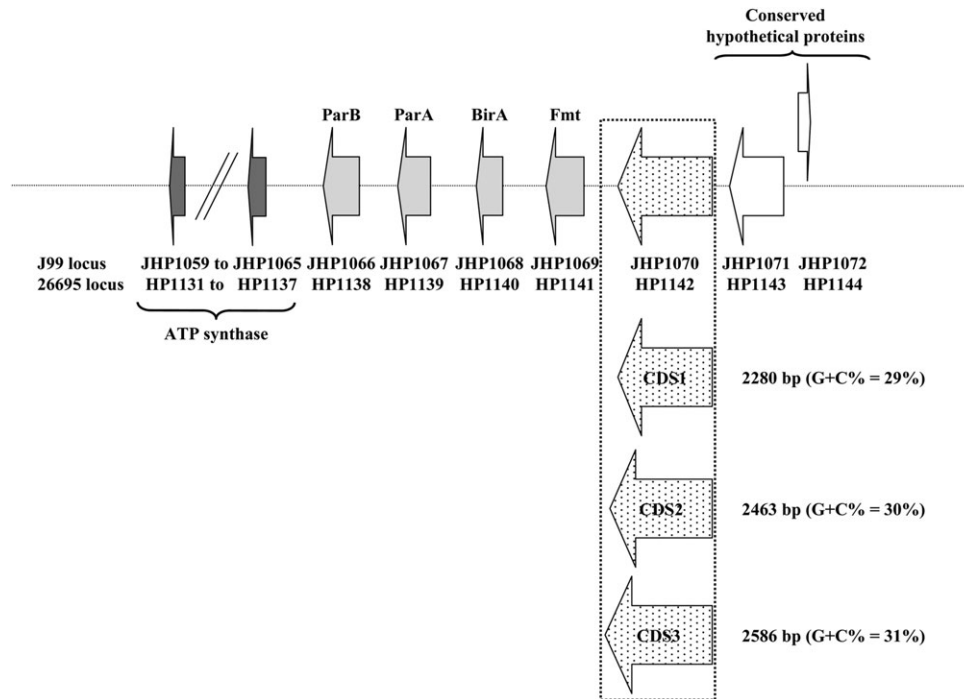 Conserved
hypothetical proteins
ParB ParA BirA Fmt
J99 locus JHP1059 to JHP1065 JHP1066 JHP1067 JHP1068 JHP1069 JHP1070 JHP1071 JHP1072
26695 locus HP1131 to HP1137 HP1138 HP1139 HP1140 HP1141 HP1142 HP1143 HP1144
ATP synthase
CDS1 2280 bp (G+C% = 29%)
CDS2 2463 bp (G+C% = 30%)
CDS3 2586 bp (G+C% = 31%)